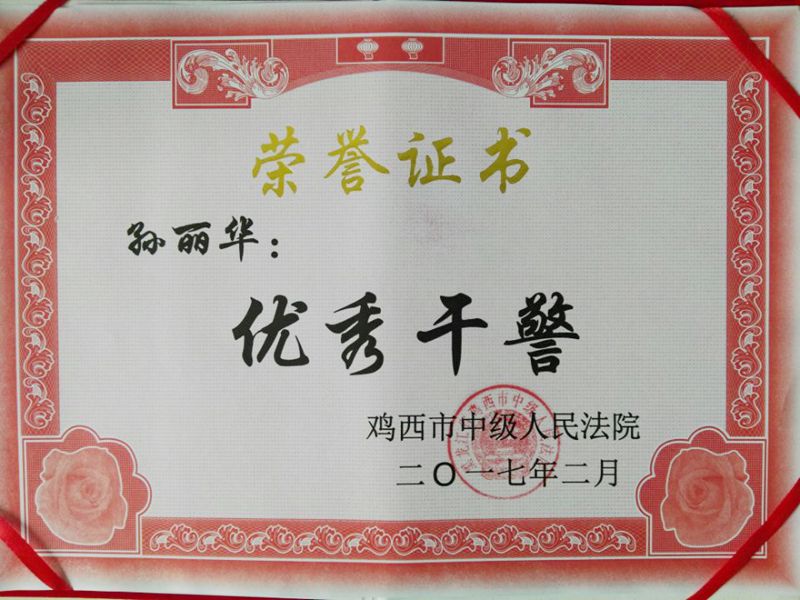 荣誉证书
孙丽华：
优秀干警
鸡西市中级人民法院
二〇一七年二月